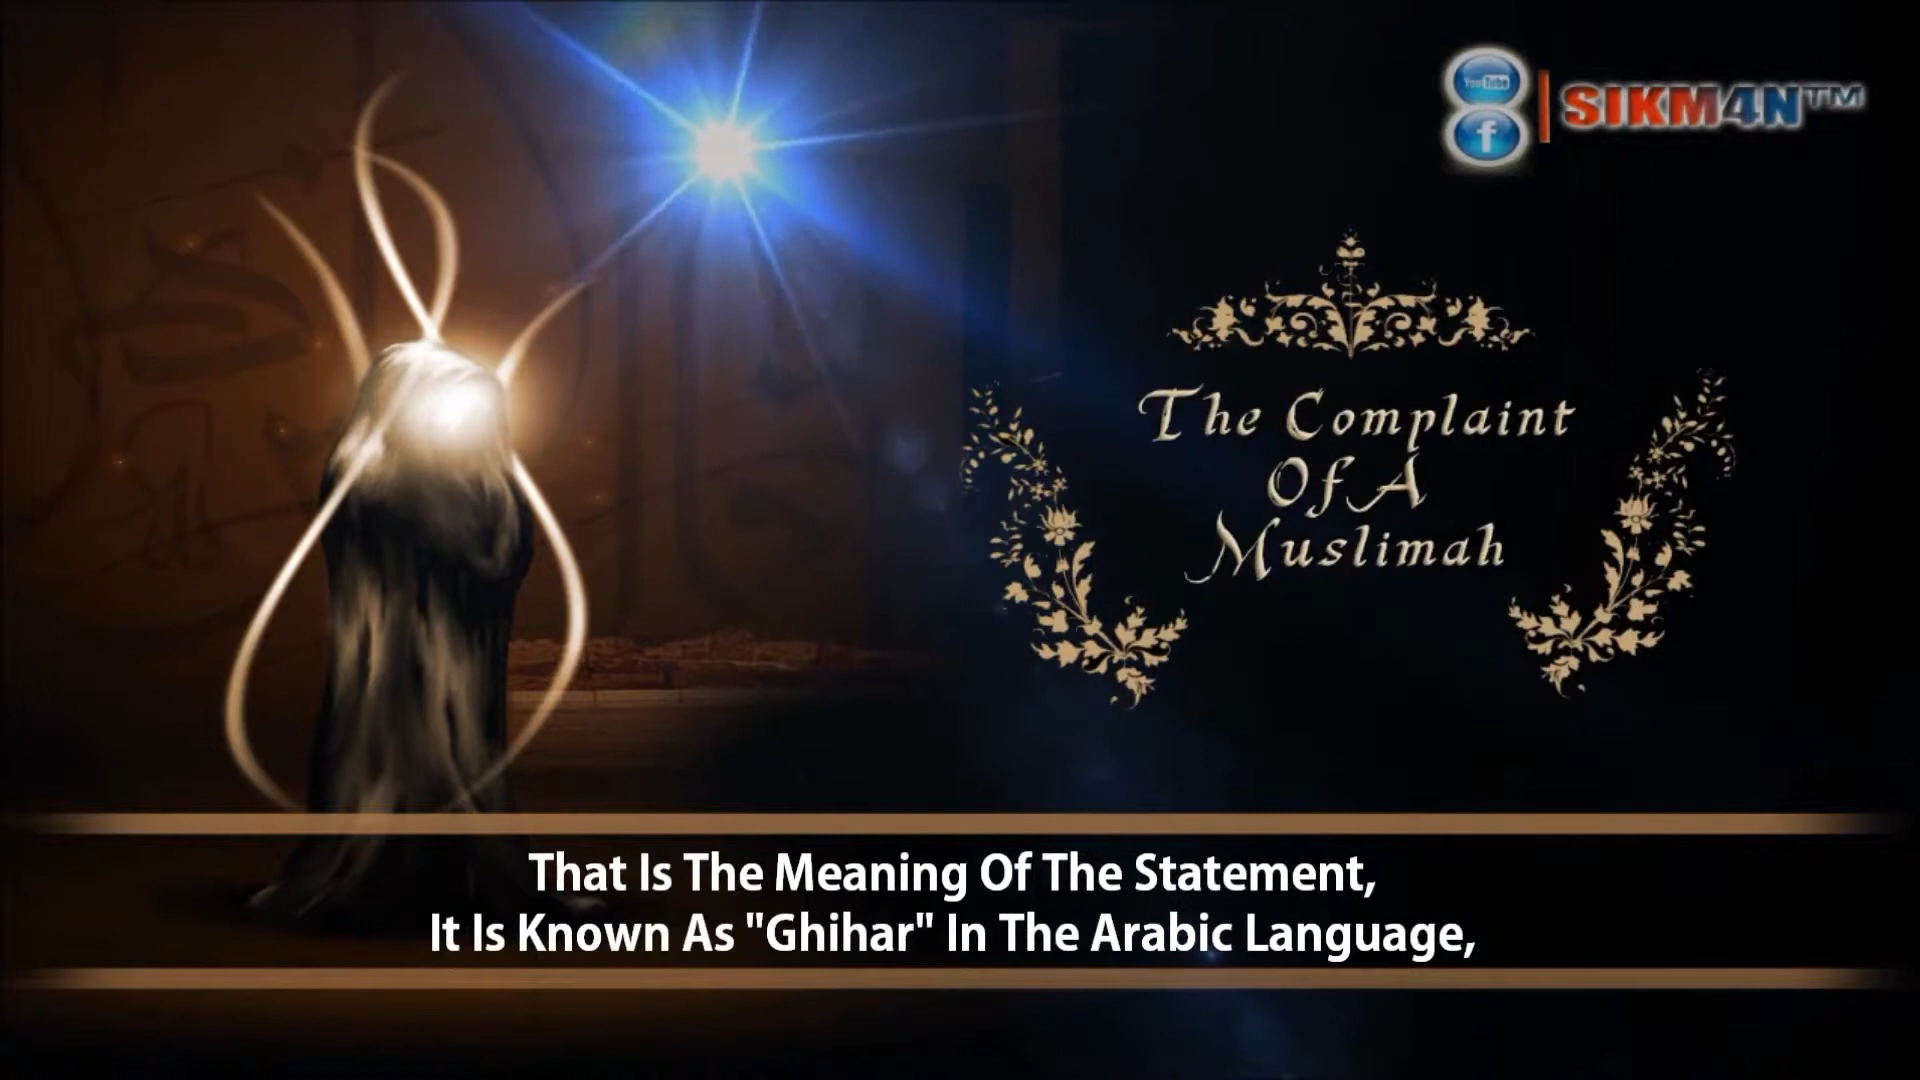 YouTube
f
SIKM4N™
The Complaint
Of A
Muslimah
That Is The Meaning Of The Statement,
It Is Known As "Ghihar" In The Arabic Language,